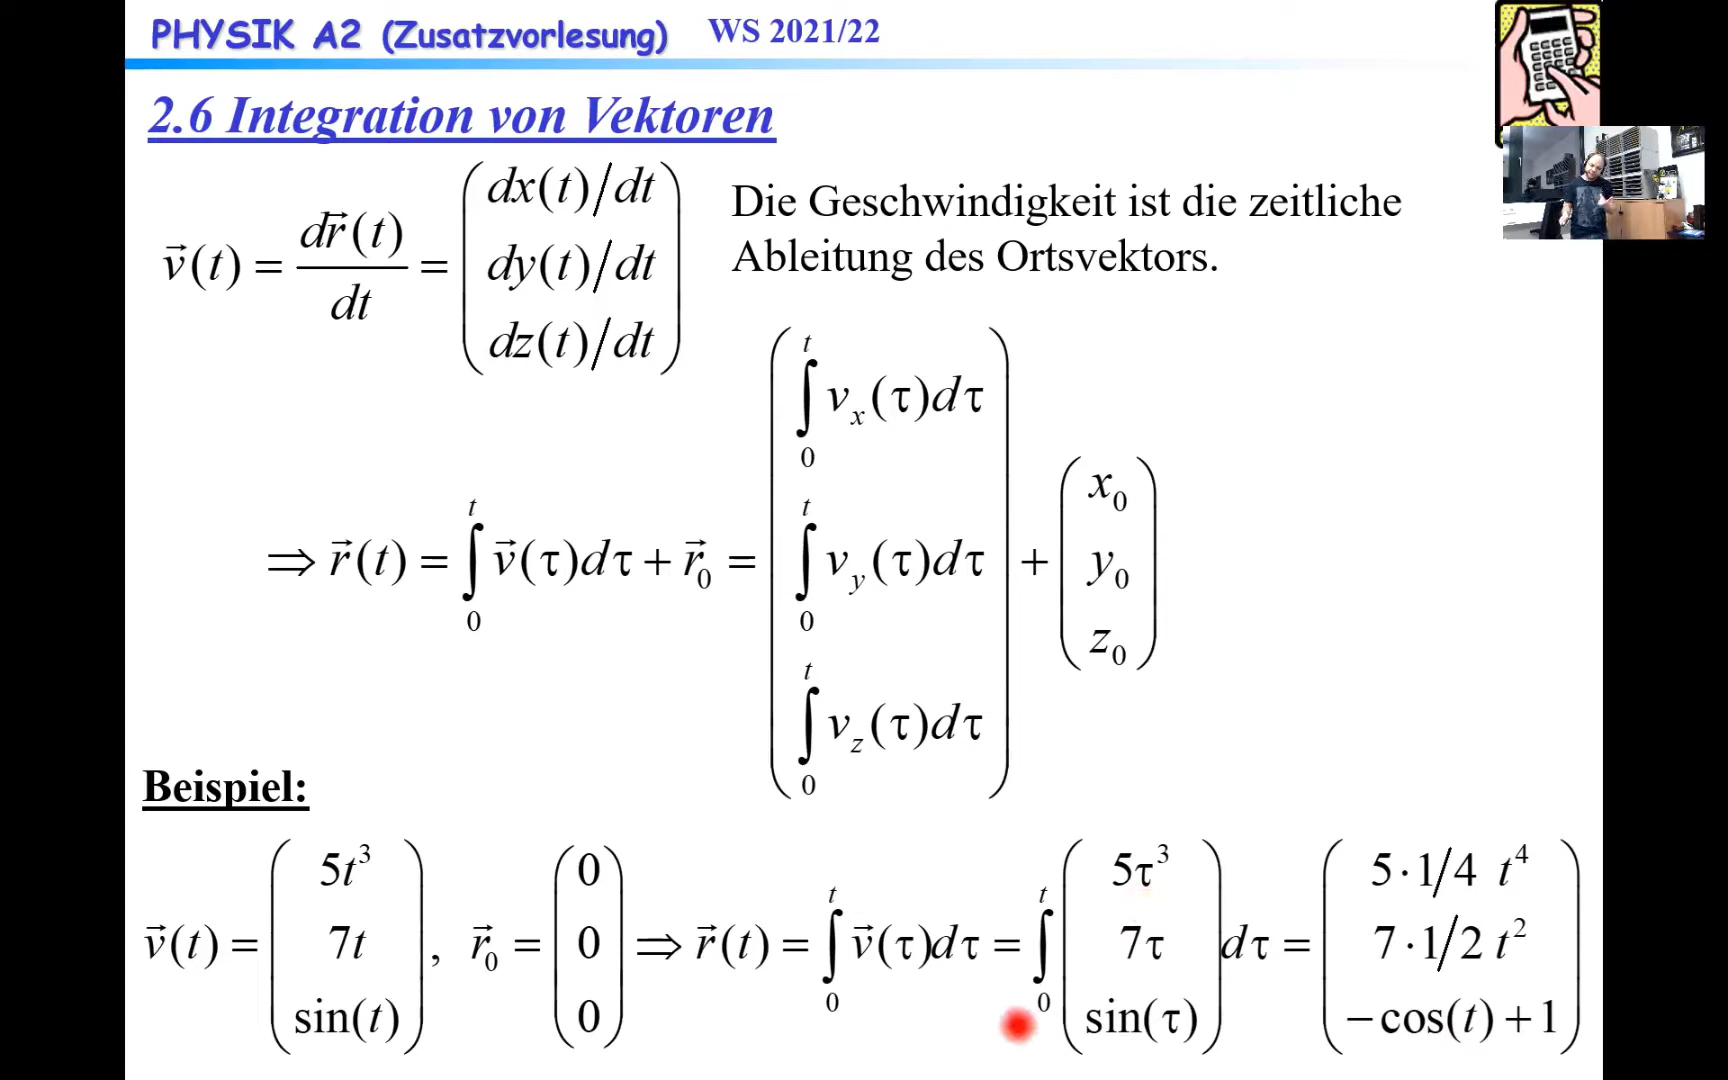 PHYSIK A2 (Zusatzvorlesung) WS 2021/22
2.6 Integration von Vektoren
v⃗(t) = dr⃗(t)/dt = (dx(t)/dt, dy(t)/dt, dz(t)/dt)
Die Geschwindigkeit ist die zeitliche
Ableitung des Ortsvektors.
⇒ r⃗(t) = ∫₀ᵗ v⃗(τ)dτ + r⃗₀ = (∫₀ᵗ vₓ(τ)dτ, ∫₀ᵗ v_y(τ)dτ, ∫₀ᵗ v_z(τ)dτ) + (x₀, y₀, z₀)
Beispiel:
v⃗(t) = (5t³, 7t, sin(t)), r⃗₀ = (0, 0, 0) ⇒ r⃗(t) = ∫₀ᵗ v⃗(τ)dτ = ∫₀ᵗ (5τ³, 7τ, sin(τ)) dτ = (5·1/4 t⁴, 7·1/2 t², −cos(t)+1)